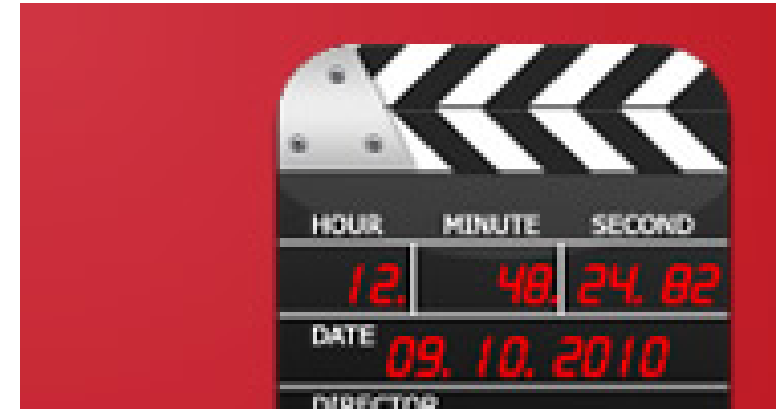 HOUR MINUTE SECOND
12. 48. 24. 82
DATE 09. 10. 2010
DIRECTOR